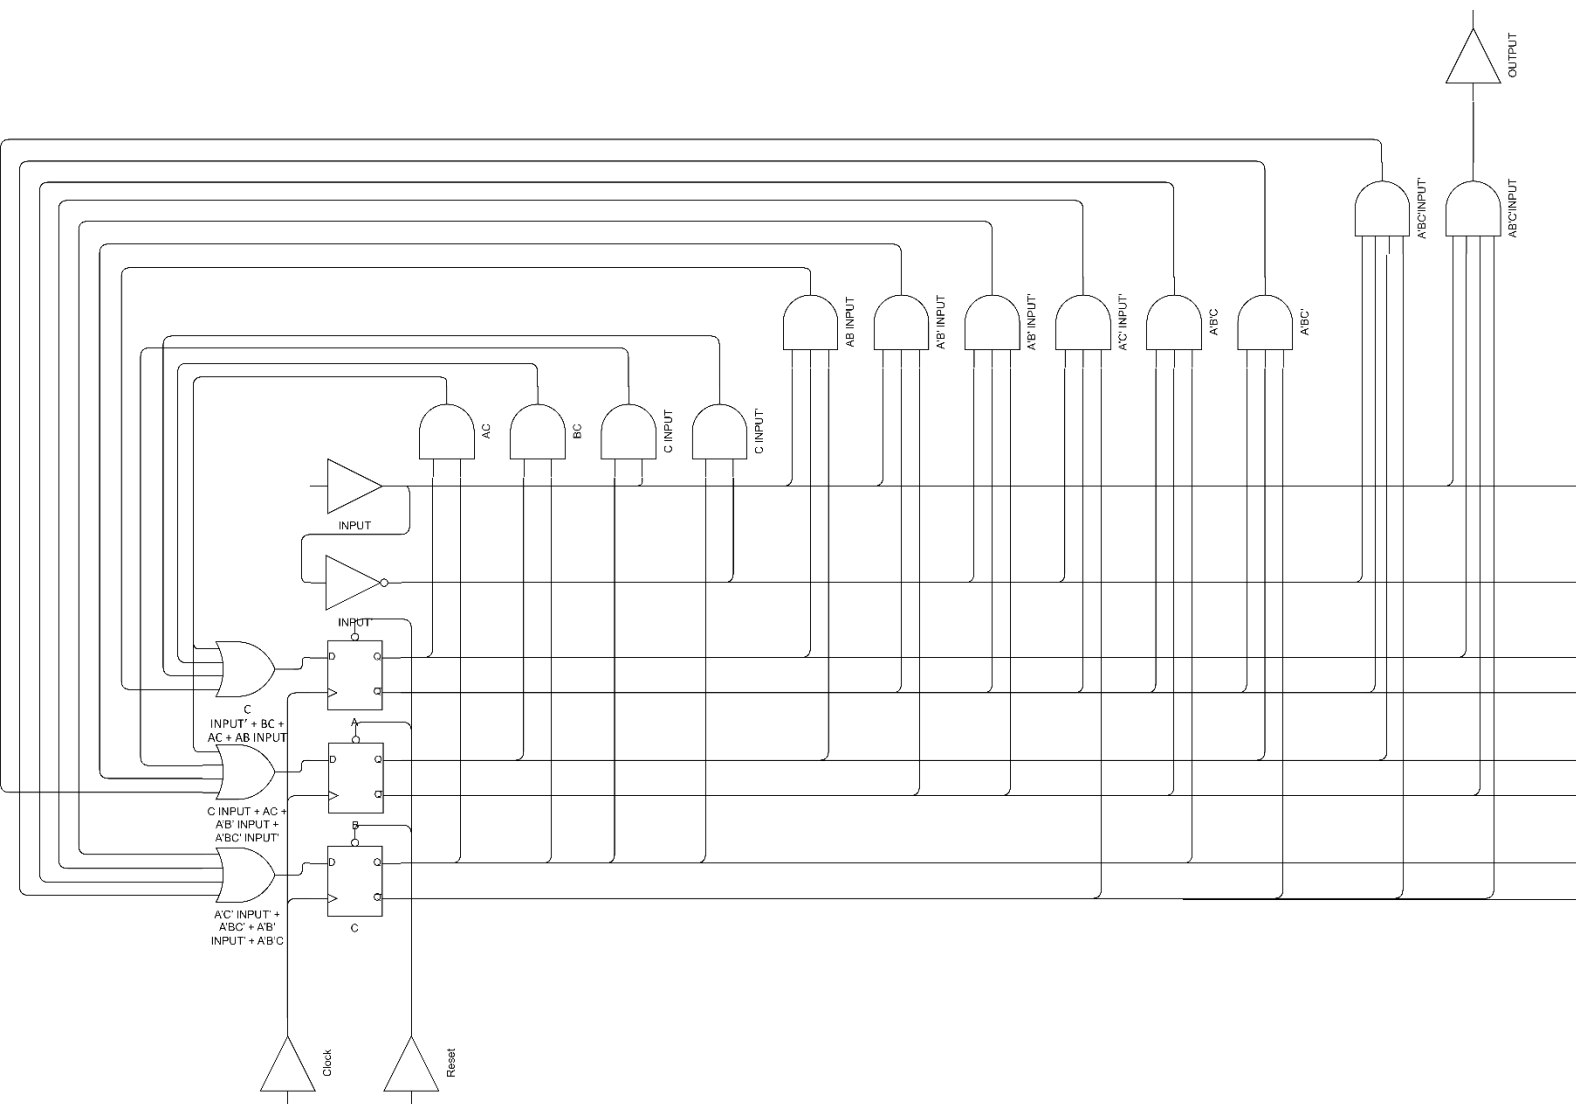 OUTPUT
A'BC'INPUT'
AB'C'INPUT
AB INPUT
A'B' INPUT
A'B' INPUT'
A'C' INPUT'
A'B'C
A'BC'
AC
BC
C INPUT
C INPUT'
INPUT
INPUT'
D
Q
Q
C
INPUT' + BC +
AC + AB INPUT
A
D
Q
Q
C INPUT + AC +
A'B' INPUT +
A'BC' INPUT'
B
D
Q
Q
A'C' INPUT' +
A'BC' + A'B'
INPUT' + A'B'C
C
Clock
Reset